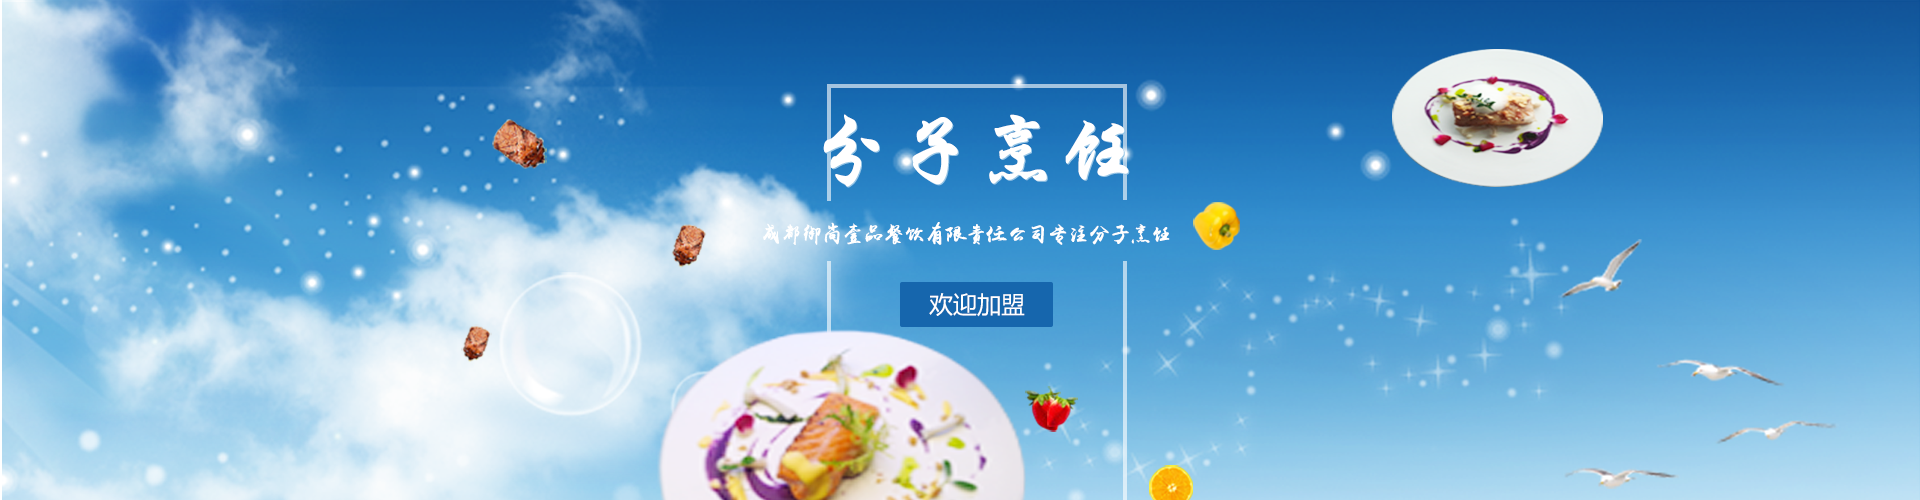 分子烹饪
成都御尚壹品餐饮有限责任公司专注分子烹饪
欢迎加盟